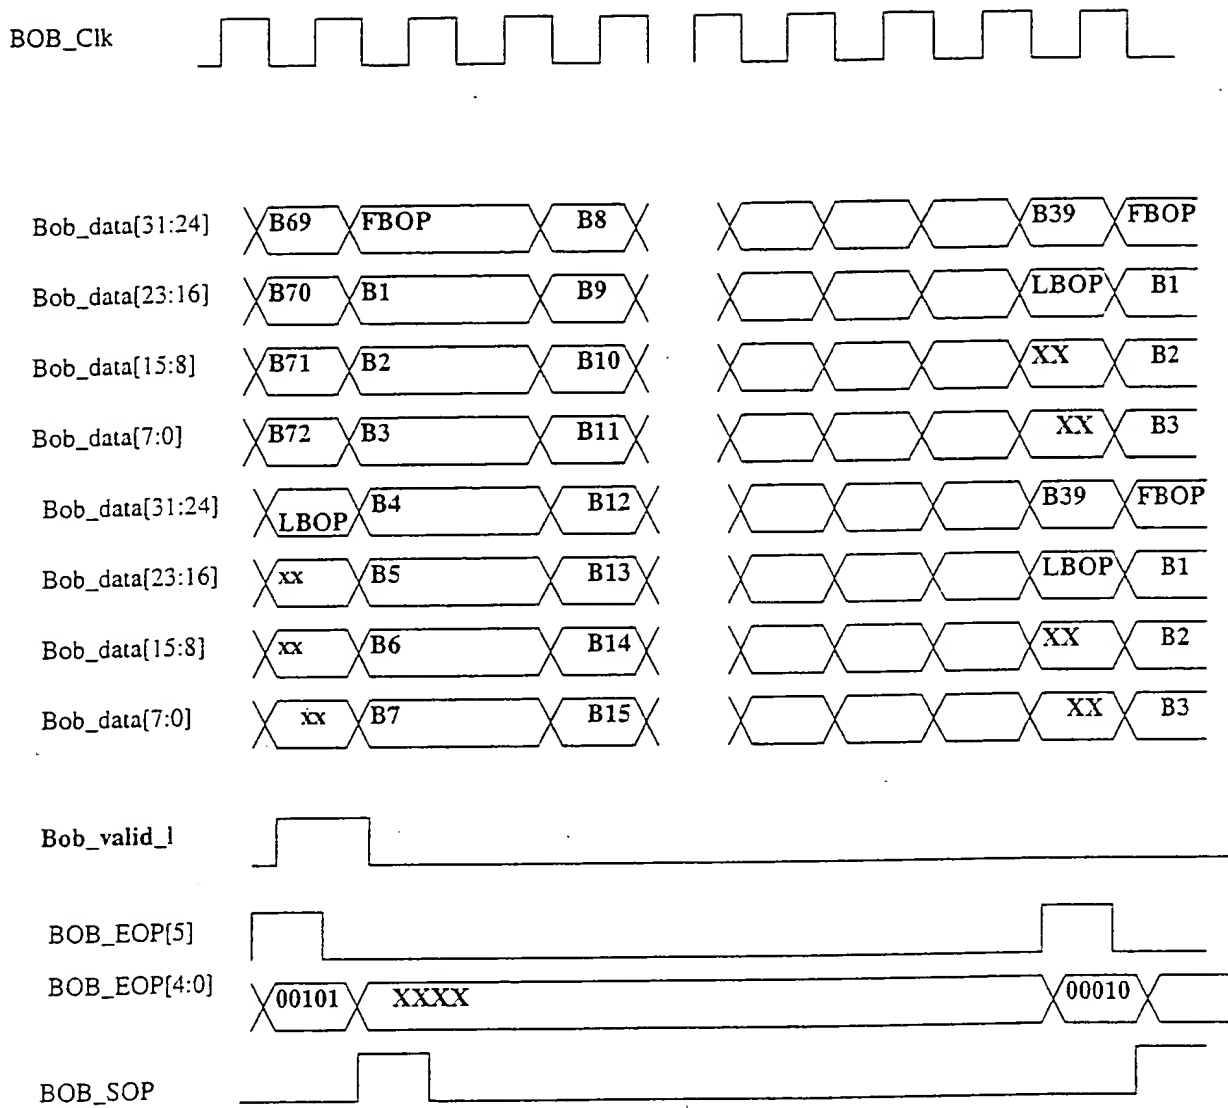 BOB_Clk
Bob_data[31:24] B69 FBOP B8 B39 FBOP
Bob_data[23:16] B70 B1 B9 LBOP B1
Bob_data[15:8] B71 B2 B10 XX B2
Bob_data[7:0] B72 B3 B11 XX B3
Bob_data[31:24] LBOP B4 B12 B39 FBOP
Bob_data[23:16] xx B5 B13 LBOP B1
Bob_data[15:8] xx B6 B14 XX B2
Bob_data[7:0] xx B7 B15 XX B3
Bob_valid_l
BOB_EOP[5]
BOB_EOP[4:0] 00101 XXXX 00010
BOB_SOP